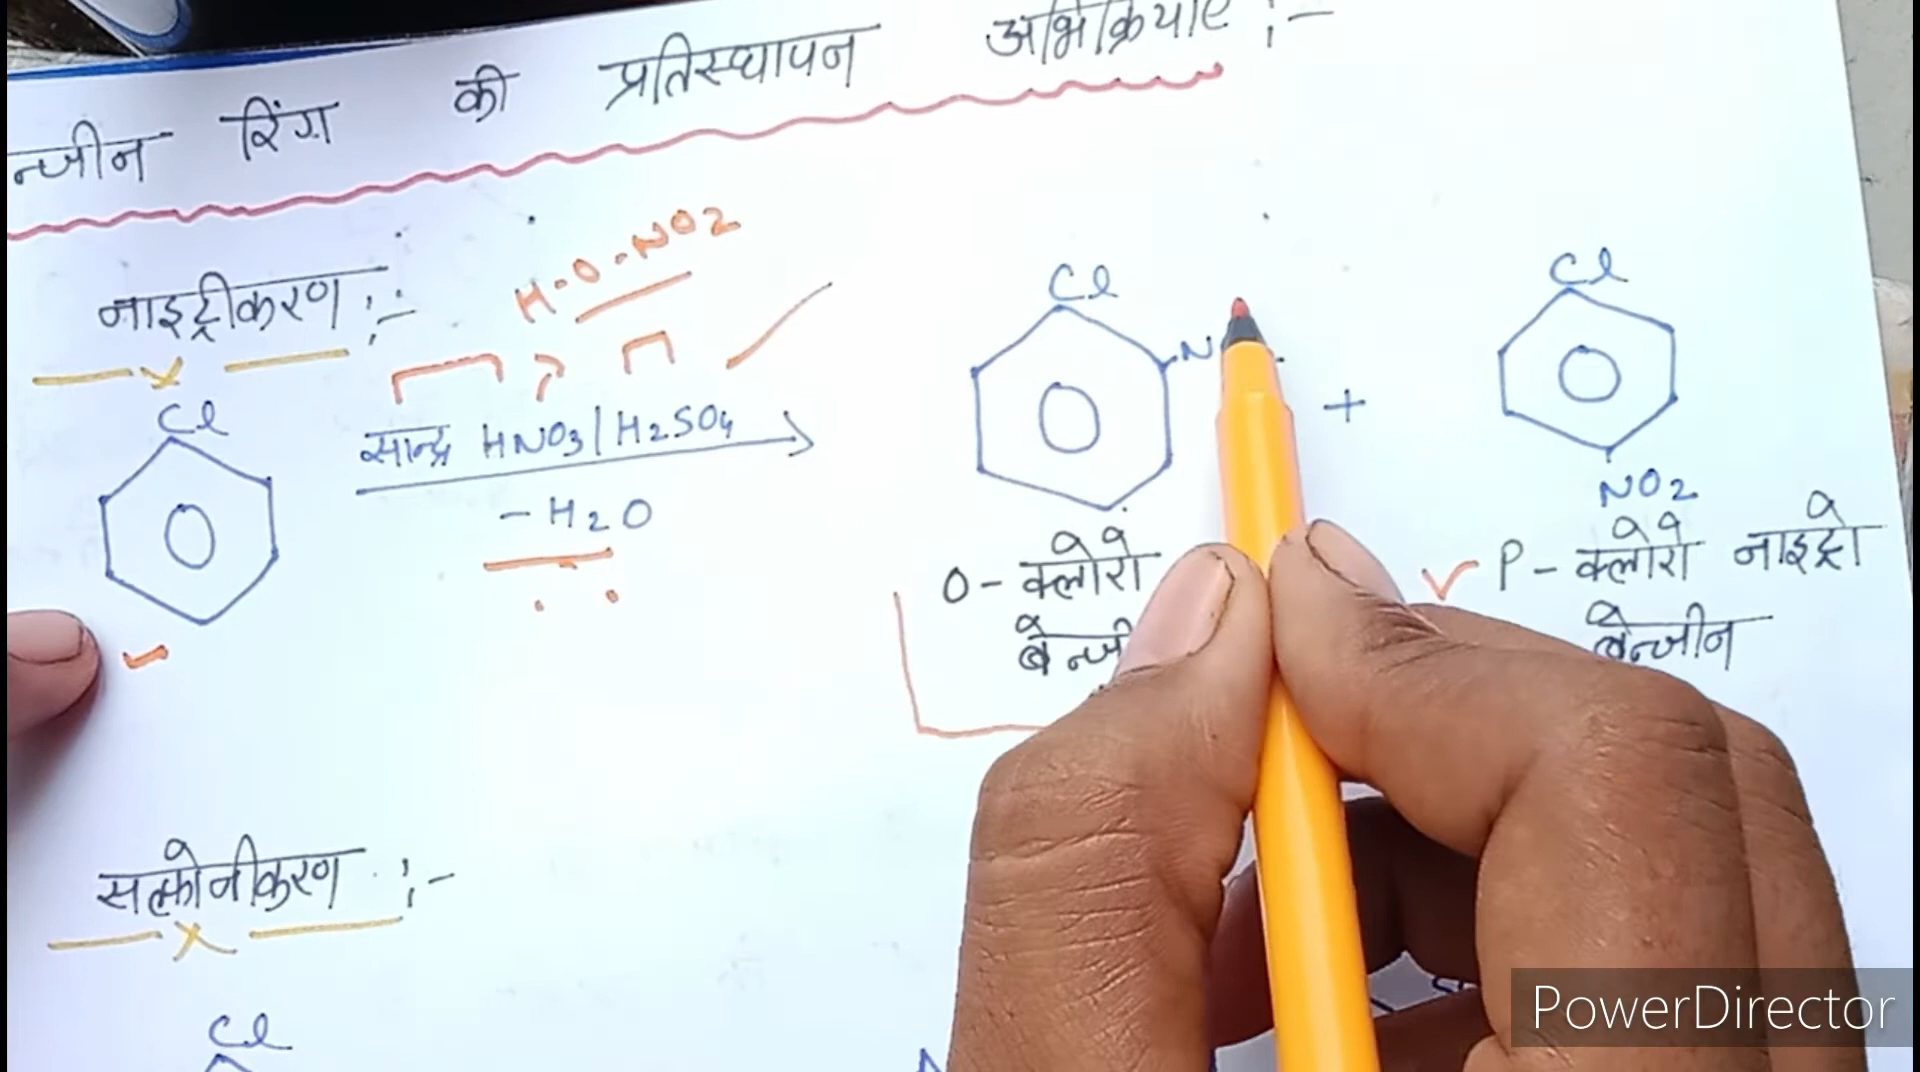 न्जीन रिंग की प्रतिस्थापन अभिक्रियाएं :-
नाइट्रीकरण :-
H-O-NO2
Cl
सान्द्र HNO3/H2SO4
-H2O
Cl
N
+
Cl
NO2
O- क्लोरो
बेन्जी
P- क्लोरो नाइट्रो
बेन्जीन
सल्फोनीकरण :-
Cl
PowerDirector